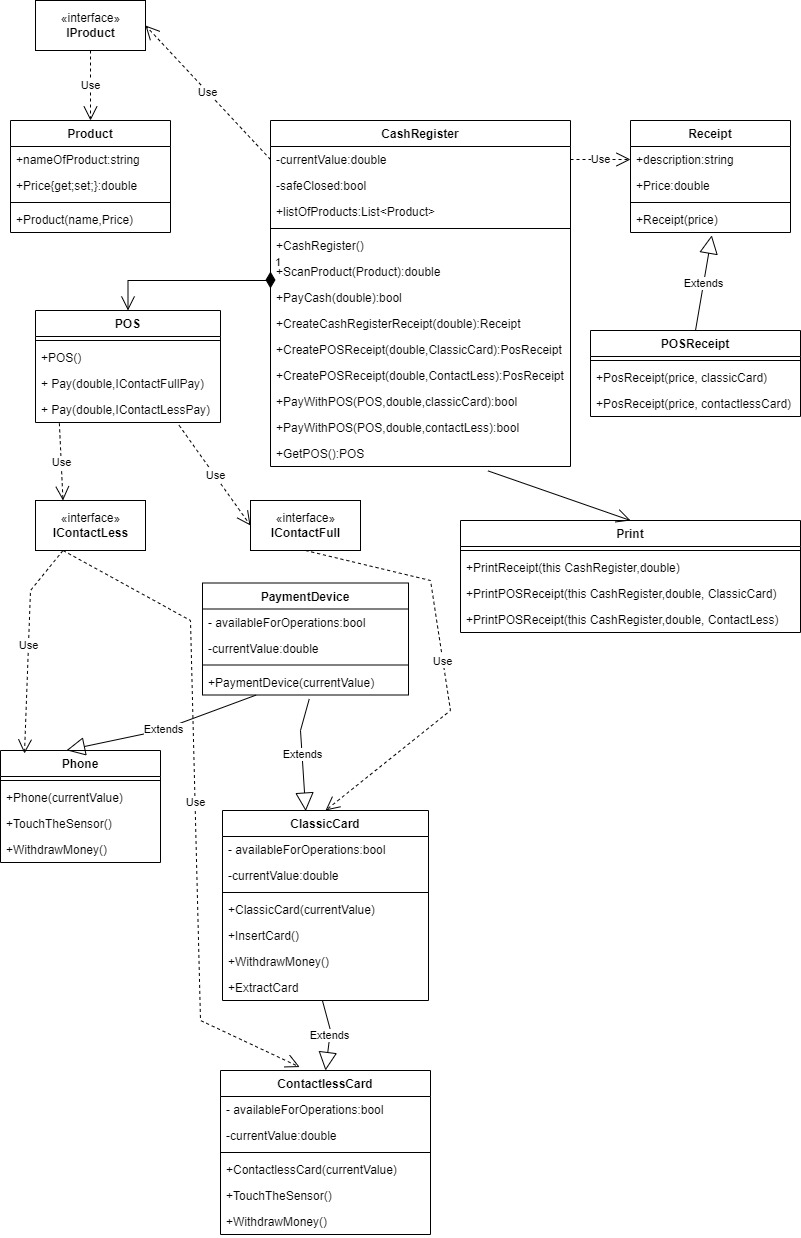 «interface»
IProduct
Use
Use
Product
+nameOfProduct:string
+Price{get;set;}:double
+Product(name,Price)
CashRegister
-currentValue:double
-safeClosed:bool
+listOfProducts:List<Product>
+CashRegister()
1
+ScanProduct(Product):double
+PayCash(double):bool
+CreateCashRegisterReceipt(double):Receipt
+CreatePOSReceipt(double,ClassicCard):PosReceipt
+CreatePOSReceipt(double,ContactLess):PosReceipt
+PayWithPOS(POS,double,classicCard):bool
+PayWithPOS(POS,double,contactLess):bool
+GetPOS():POS
Use
Receipt
+description:string
+Price:double
+Receipt(price)
Extends
POSReceipt
+PosReceipt(price, classicCard)
+PosReceipt(price, contactlessCard)
POS
+POS()
+ Pay(double,IContactFullPay)
+ Pay(double,IContactLessPay)
Use
Use
«interface»
IContactLess
«interface»
IContactFull
Print
+PrintReceipt(this CashRegister,double)
+PrintPOSReceipt(this CashRegister,double, ClassicCard)
+PrintPOSReceipt(this CashRegister,double, ContactLess)
PaymentDevice
- availableForOperations:bool
-currentValue:double
+PaymentDevice(currentValue)
Use
Use
Extends
Extends
Phone
+Phone(currentValue)
+TouchTheSensor()
+WithdrawMoney()
Use
ClassicCard
- availableForOperations:bool
-currentValue:double
+ClassicCard(currentValue)
+InsertCard()
+WithdrawMoney()
+ExtractCard
Extends
ContactlessCard
- availableForOperations:bool
-currentValue:double
+ContactlessCard(currentValue)
+TouchTheSensor()
+WithdrawMoney()